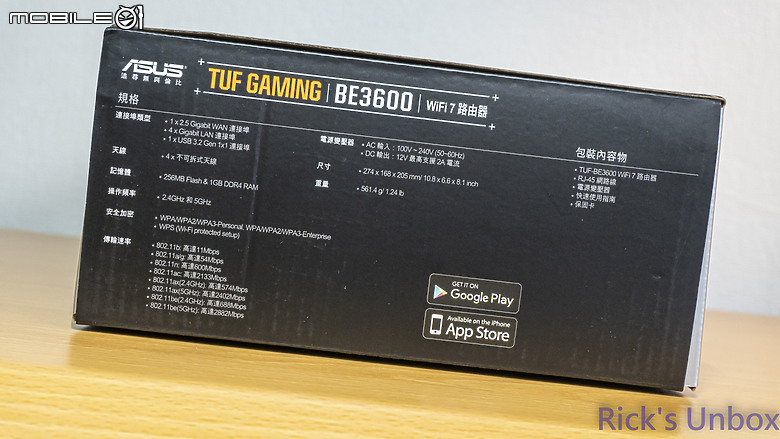 MOBILE01
ASUS
追尋無與倫比
TUF GAMING | BE3600 | WiFi 7 路由器
規格
連接埠類型
• 1 x 2.5 Gigabit WAN 連接埠
• 4 x Gigabit LAN 連接埠
• 1 x USB 3.2 Gen 1x1 連接埠
天線
• 4 x 不可拆式天線
記憶體
• 256MB Flash & 1GB DDR4 RAM
操作頻率
• 2.4GHz 和 5GHz
安全加密
• WPA/WPA2/WPA3-Personal, WPA/WPA2/WPA3-Enterprise
• WPS (Wi-Fi protected setup)
傳輸速率
• 802.11b: 高達11Mbps
• 802.11a/g: 高達54Mbps
• 802.11n: 高達600Mbps
• 802.11ac: 高達2133Mbps
• 802.11ax(2.4GHz): 高達574Mbps
• 802.11ax(5GHz): 高達2402Mbps
• 802.11be(2.4GHz): 高達688Mbps
• 802.11be(5GHz): 高達2882Mbps
電源變壓器
• AC 輸入 : 100V ~ 240V (50~60Hz)
• DC 輸出 : 12V 最高支援 2A 電流
尺寸
• 274 x 168 x 205 mm/ 10.8 x 6.6 x 8.1 inch
重量
• 561.4 g/ 1.24 lb
包裝內容物
• TUF-BE3600 WiFi 7 路由器
• RJ-45 網路線
• 電源變壓器
• 快速使用指南
• 保固卡
GET IT ON
Google Play
Available on the iPhone
App Store
Rick's Unbox